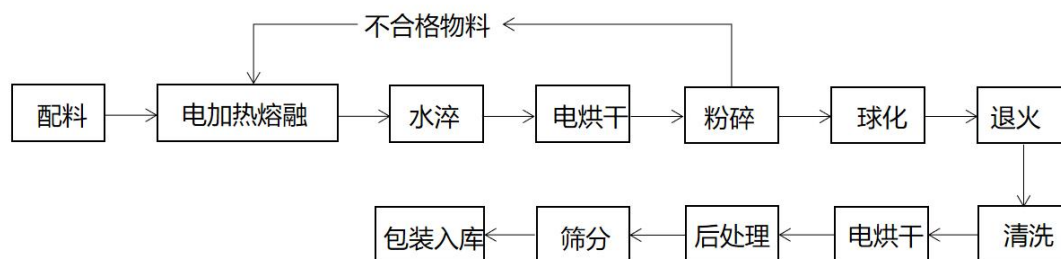 不合格物料
配料
电加热熔融
水淬
电烘干
粉碎
球化
退火
包装入库
筛分
后处理
电烘干
清洗